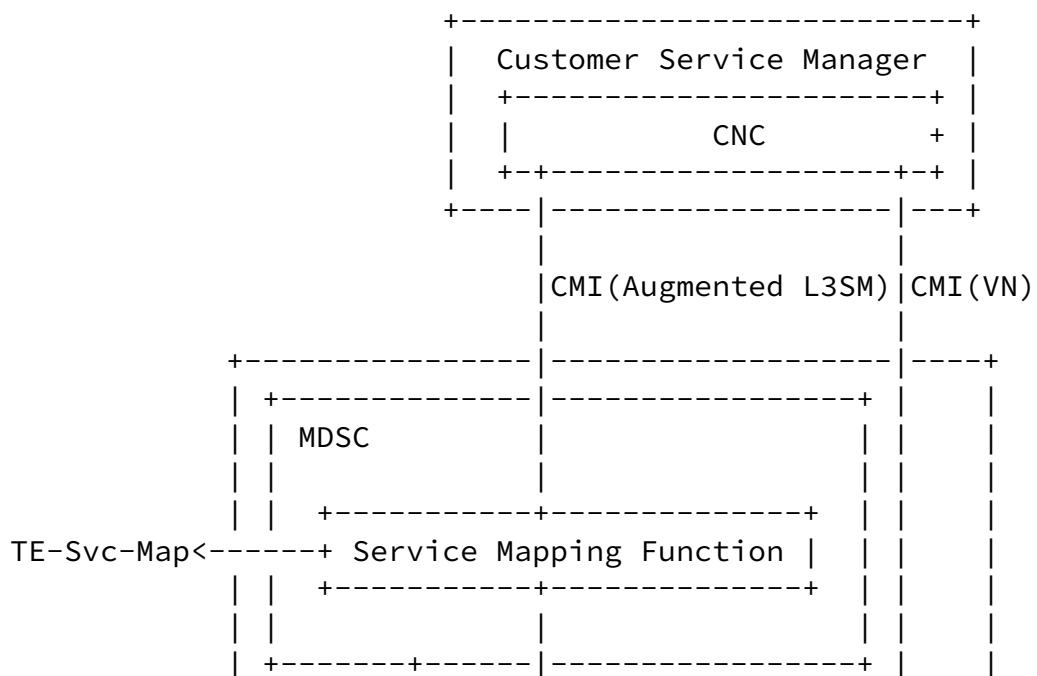 Customer Service Manager
CNC
CMI(Augmented L3SM) CMI(VN)
MDSC
TE-Svc-Map<------+ Service Mapping Function